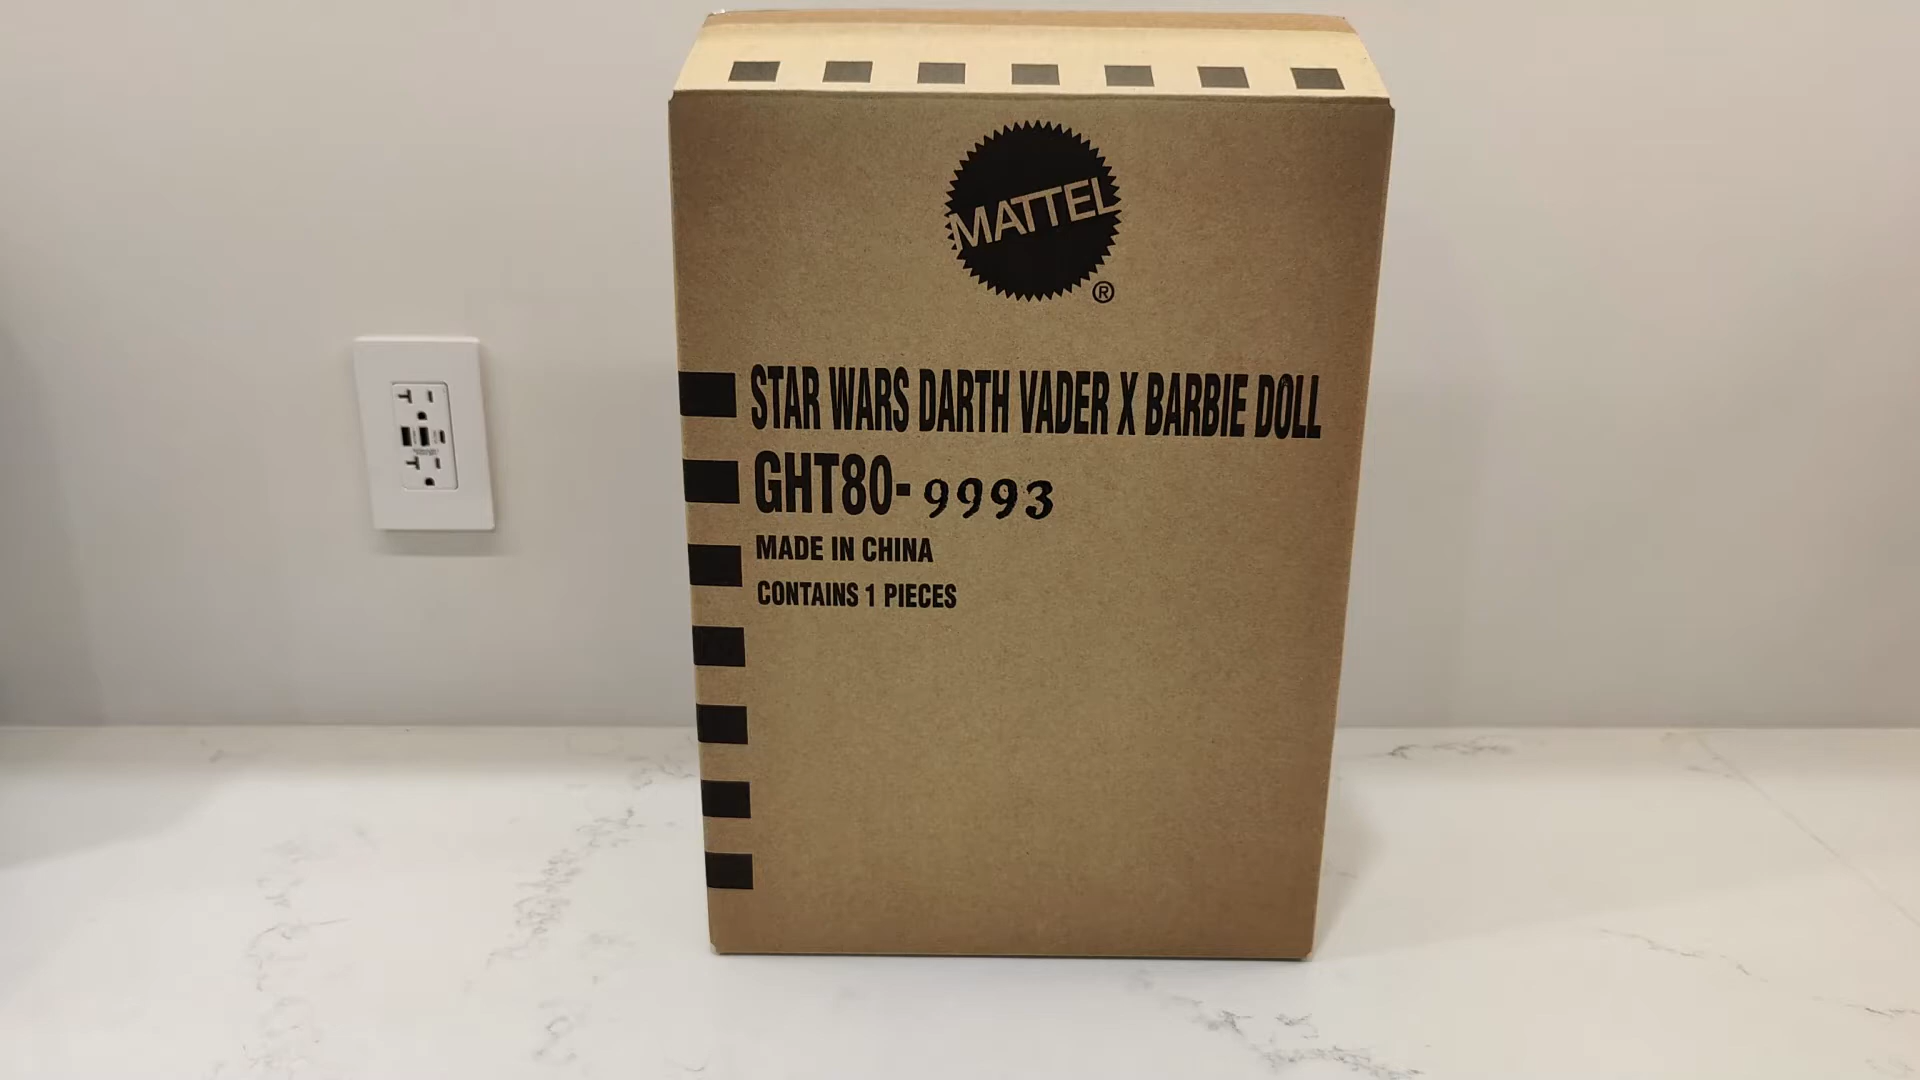 MATTEL
®
STAR WARS DARTH VADER X BARBIE DOLL
GHT80-9993
MADE IN CHINA
CONTAINS 1 PIECES